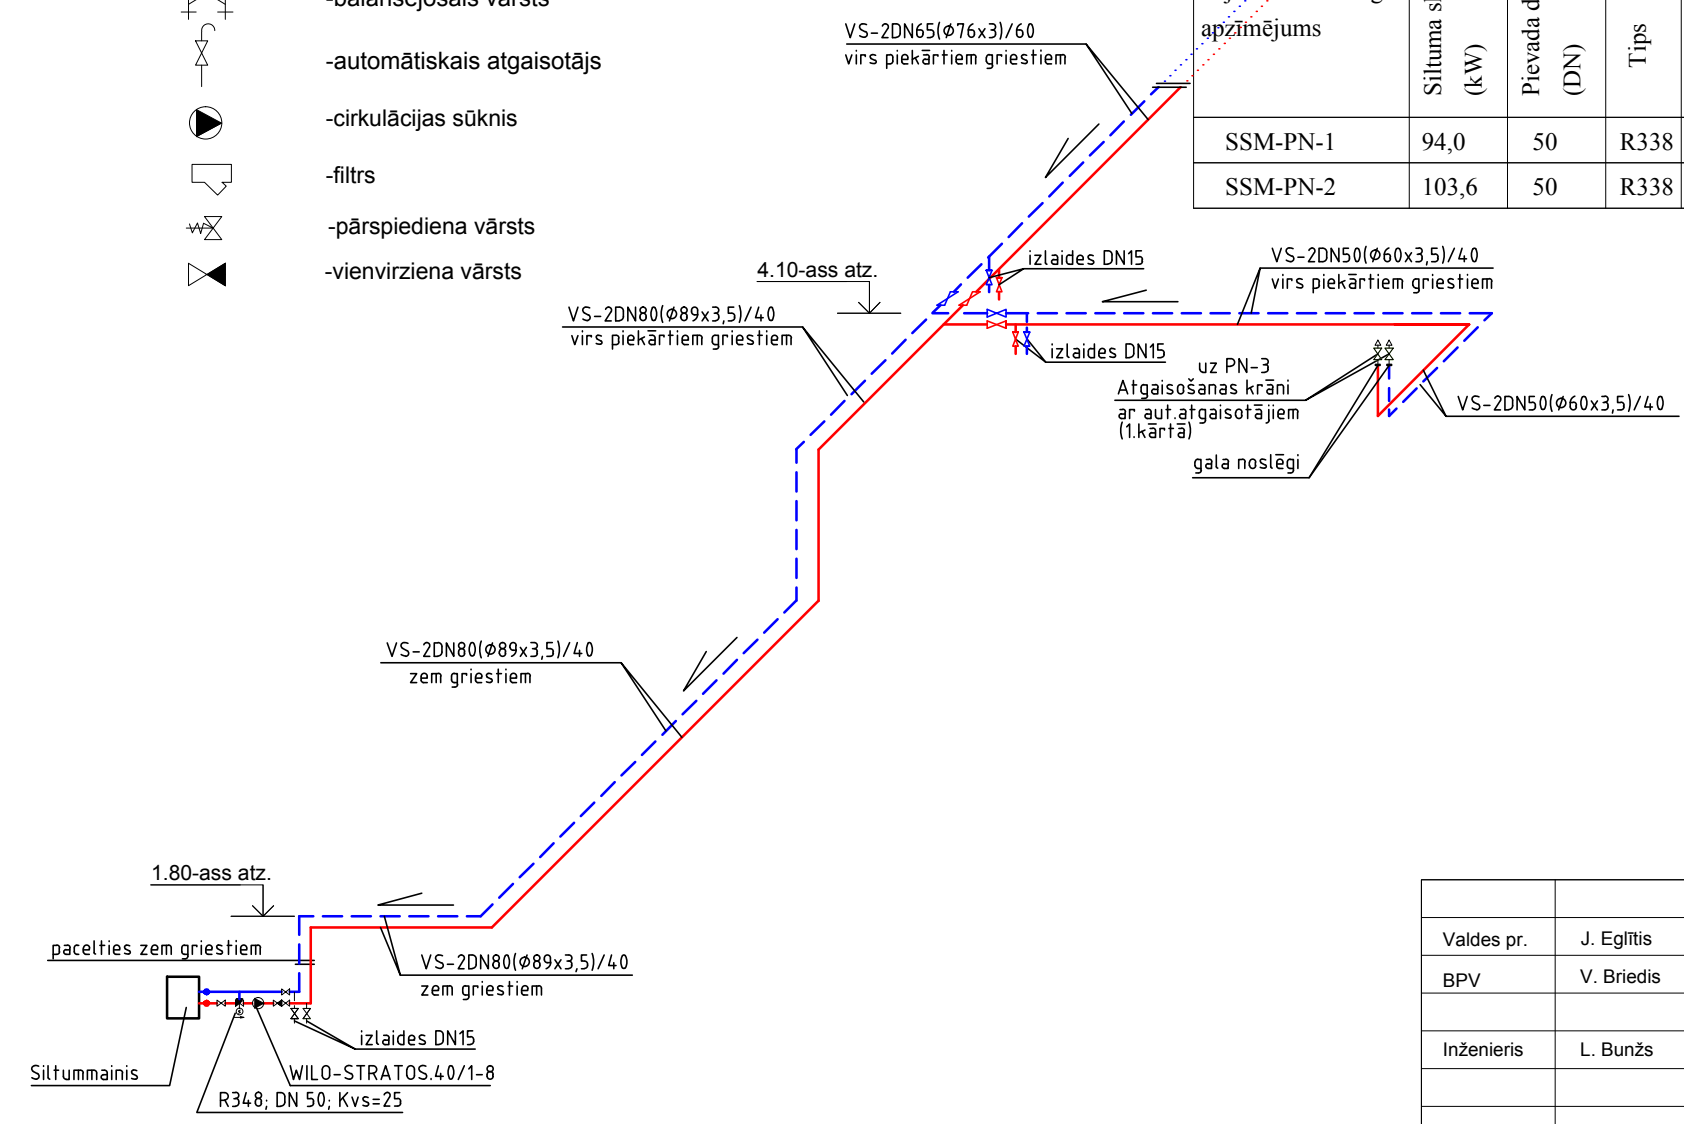 -balansējošais vārsts
-automātiskais atgaisotājs
-cirkulācijas sūknis
-filtrs
-pārspiediena vārsts
-vienvirziena vārsts
VS-2DN65(Ø76x3)/60
virs piekārtiem griestiem
apzīmējums
Siltuma
(kW)
Pievada
(DN)
Tips
SSM-PN-1 94,0 50 R338
SSM-PN-2 103,6 50 R338
4.10-ass atz.
izlaides DN15
VS-2DN50(Ø60x3,5)/40
virs piekārtiem griestiem
VS-2DN80(Ø89x3,5)/40
virs piekārtiem griestiem
izlaides DN15
uz PN-3
Atgaisošanas krāni
ar aut.atgaisotājiem
(1.kārtā)
VS-2DN50(Ø60x3,5)/40
gala noslēgi
VS-2DN80(Ø89x3,5)/40
zem griestiem
1.80-ass atz.
pacelties zem griestiem
VS-2DN80(Ø89x3,5)/40
zem griestiem
izlaides DN15
Siltummainis
WILO-STRATOS.40/1-8
R348; DN 50; Kvs=25
Valdes pr. J. Eglītis
BPV V. Briedis
Inženieris L. Bunžs